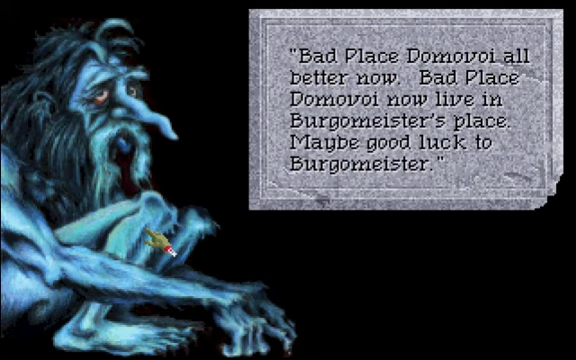 "Bad Place Domovoi all
better now.  Bad Place
Domovoi now live in
Burgomeister's place.
Maybe good luck to
Burgomeister."